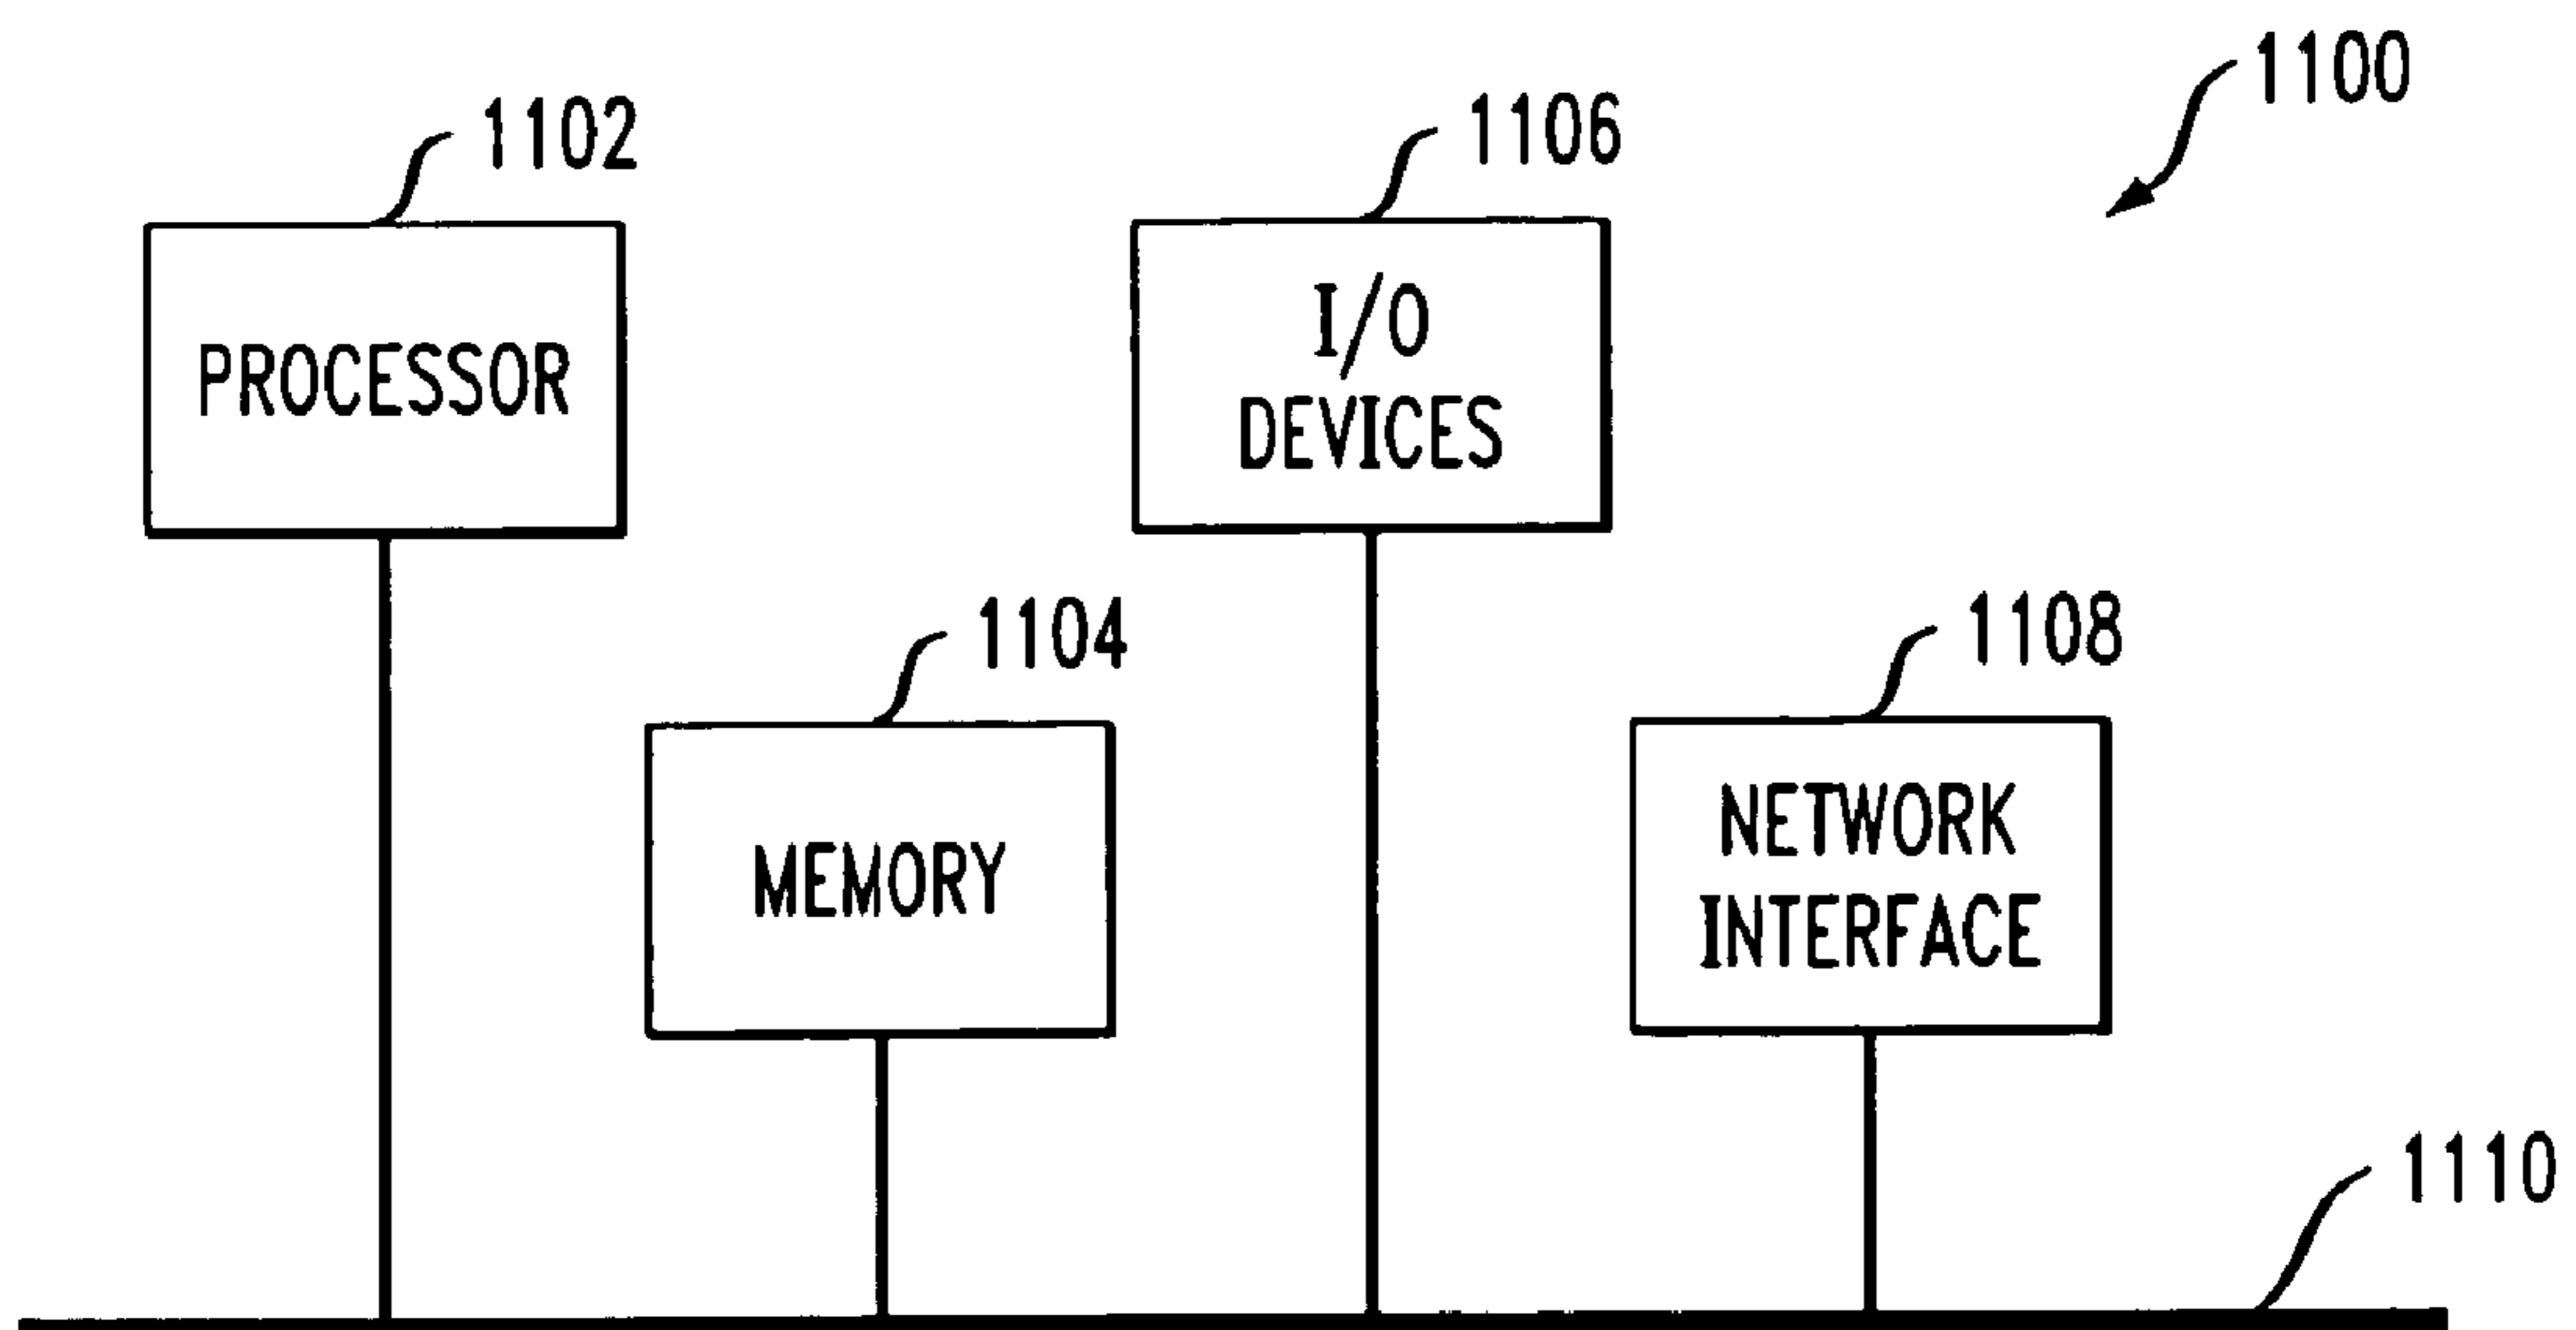 1100
1102
PROCESSOR
1106
I/O
DEVICES
1104
MEMORY
1108
NETWORK
INTERFACE
1110